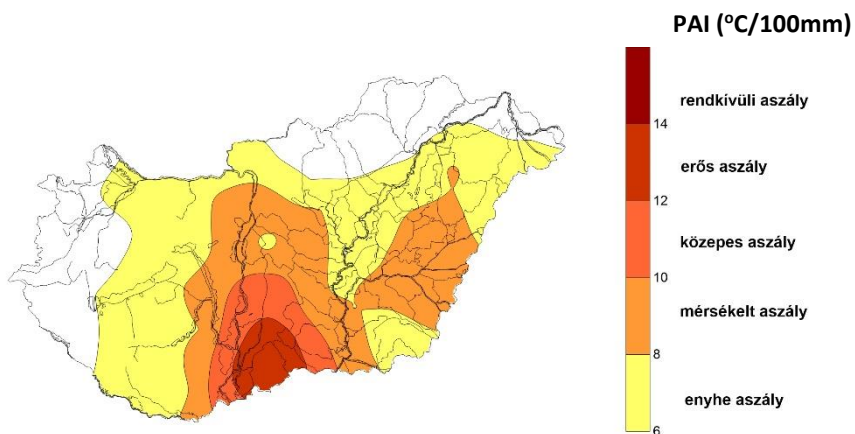 PAI (°C/100mm)
rendkívüli aszály
14
erős aszály
12
közepes aszály
10
mérsékelt aszály
8
enyhe aszály
6